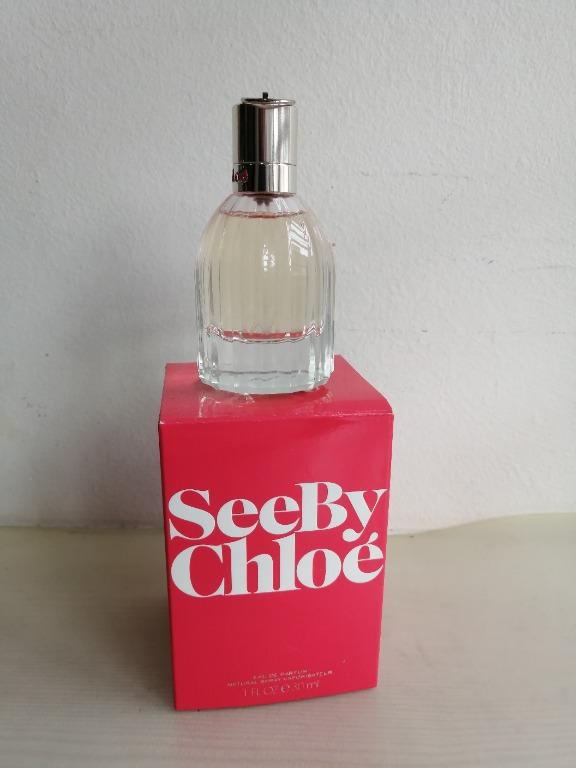 SeeBy
Chloé
EAU DE PARFUM
NATURAL SPRAY VAPORISATEUR
1 FL OZ e 30 ml